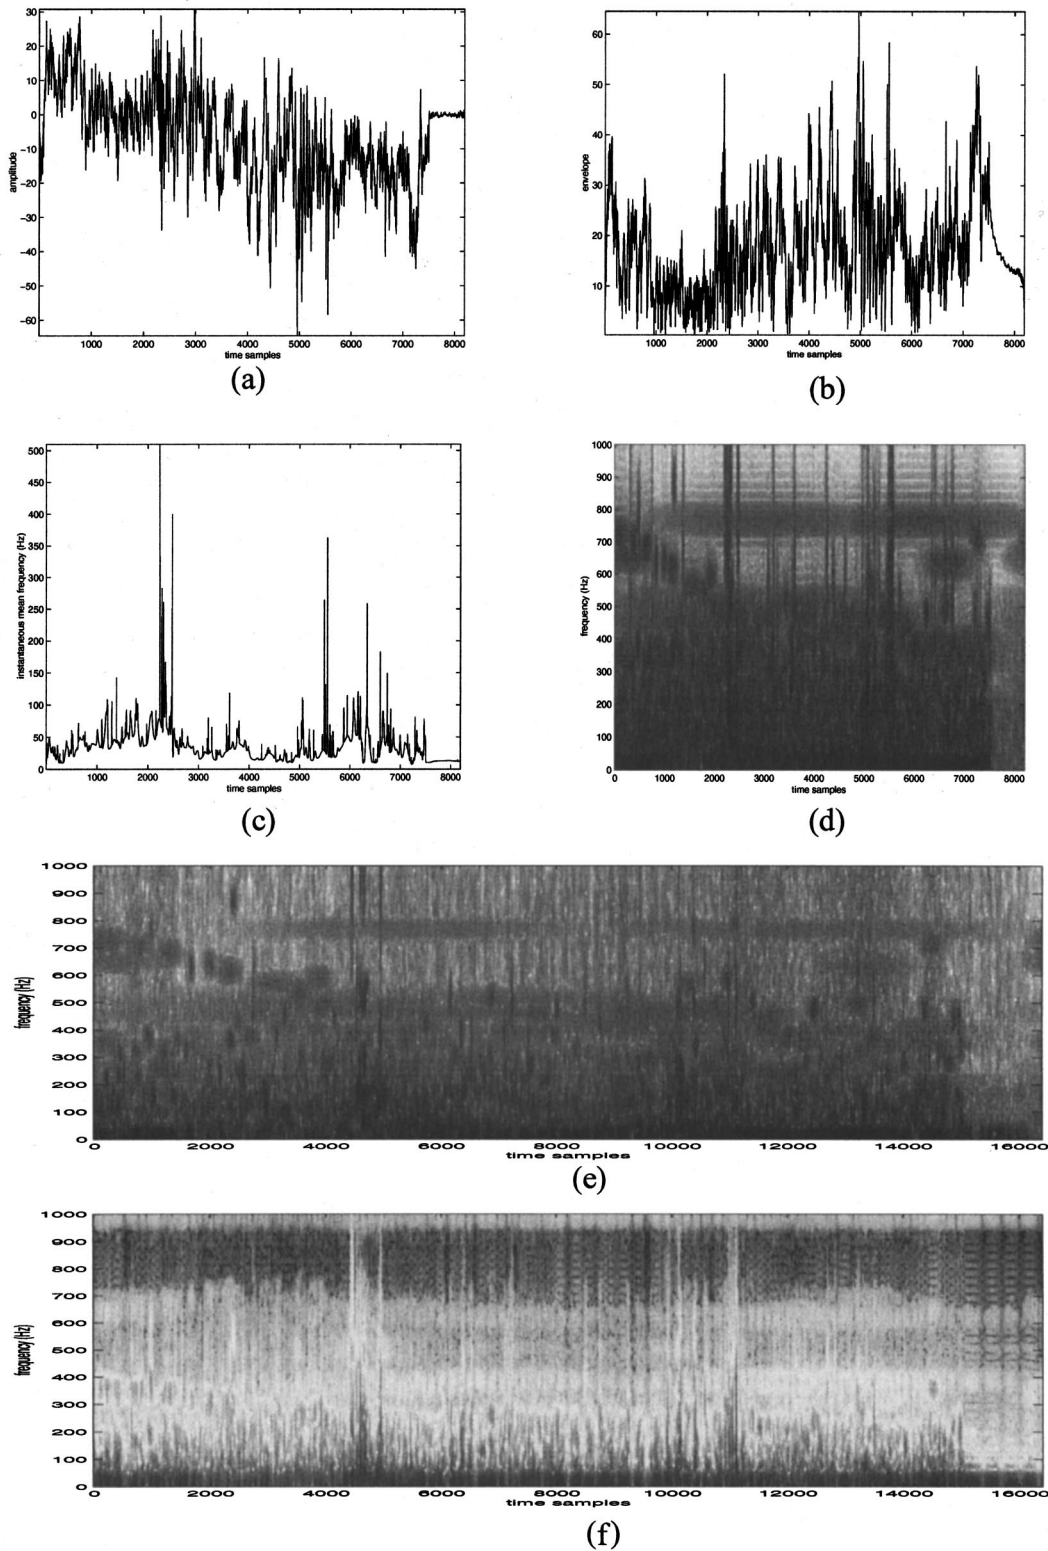 30
20
10
0
−10
−20
−30
−40
−50
−60
amplitude
1000 2000 3000 4000 5000 6000 7000 8000
time samples
(a)
60
50
40
30
20
10
envelope
1000 2000 3000 4000 5000 6000 7000 8000
time samples
(b)
500
450
400
350
300
250
200
150
100
50
0
instantaneous mean frequency (Hz)
1000 2000 3000 4000 5000 6000 7000 8000
time samples
(c)
1000
900
800
700
600
500
400
300
200
100
0
frequency (Hz)
0 1000 2000 3000 4000 5000 6000 7000 8000
time samples
(d)
1000
900
800
700
600
500
400
300
200
100
0
frequency (Hz)
0 2000 4000 6000 8000 10000 12000 14000 16000
time samples
(e)
1000
900
800
700
600
500
400
300
200
100
0
frequency (Hz)
0 2000 4000 6000 8000 10000 12000 14000 16000
time samples
(f)